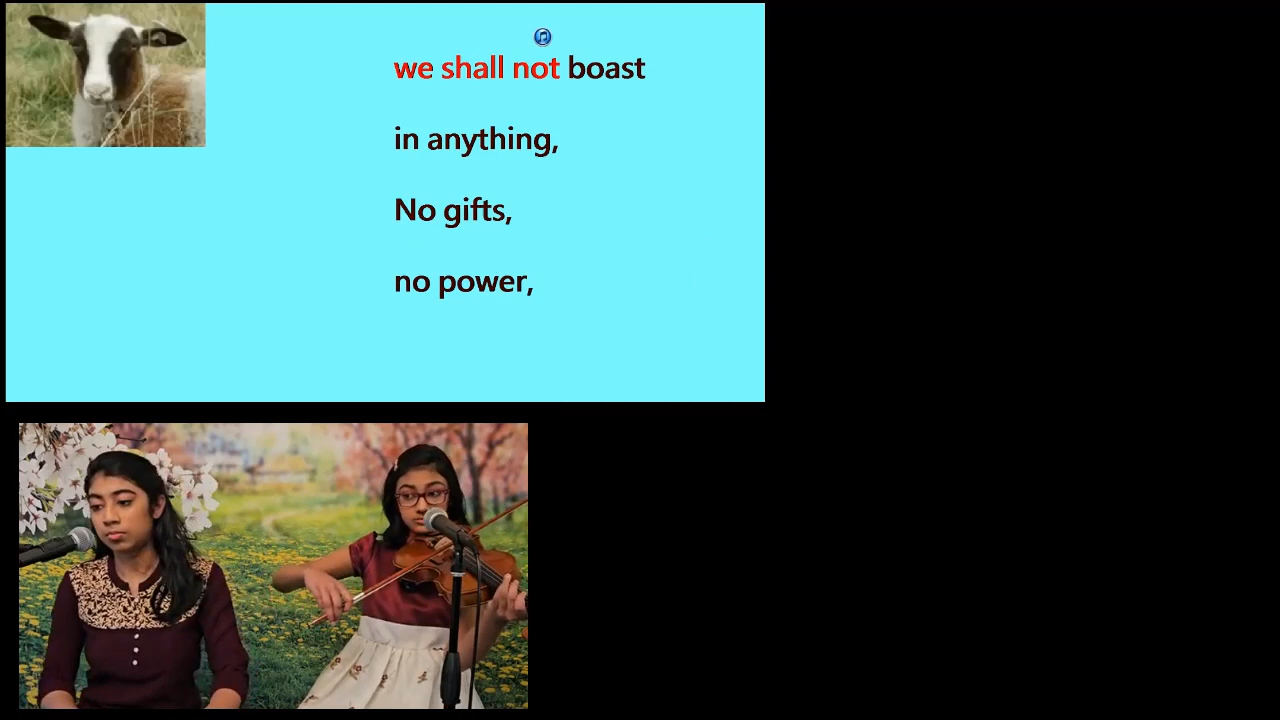 we shall not boast
in anything,
No gifts,
no power,